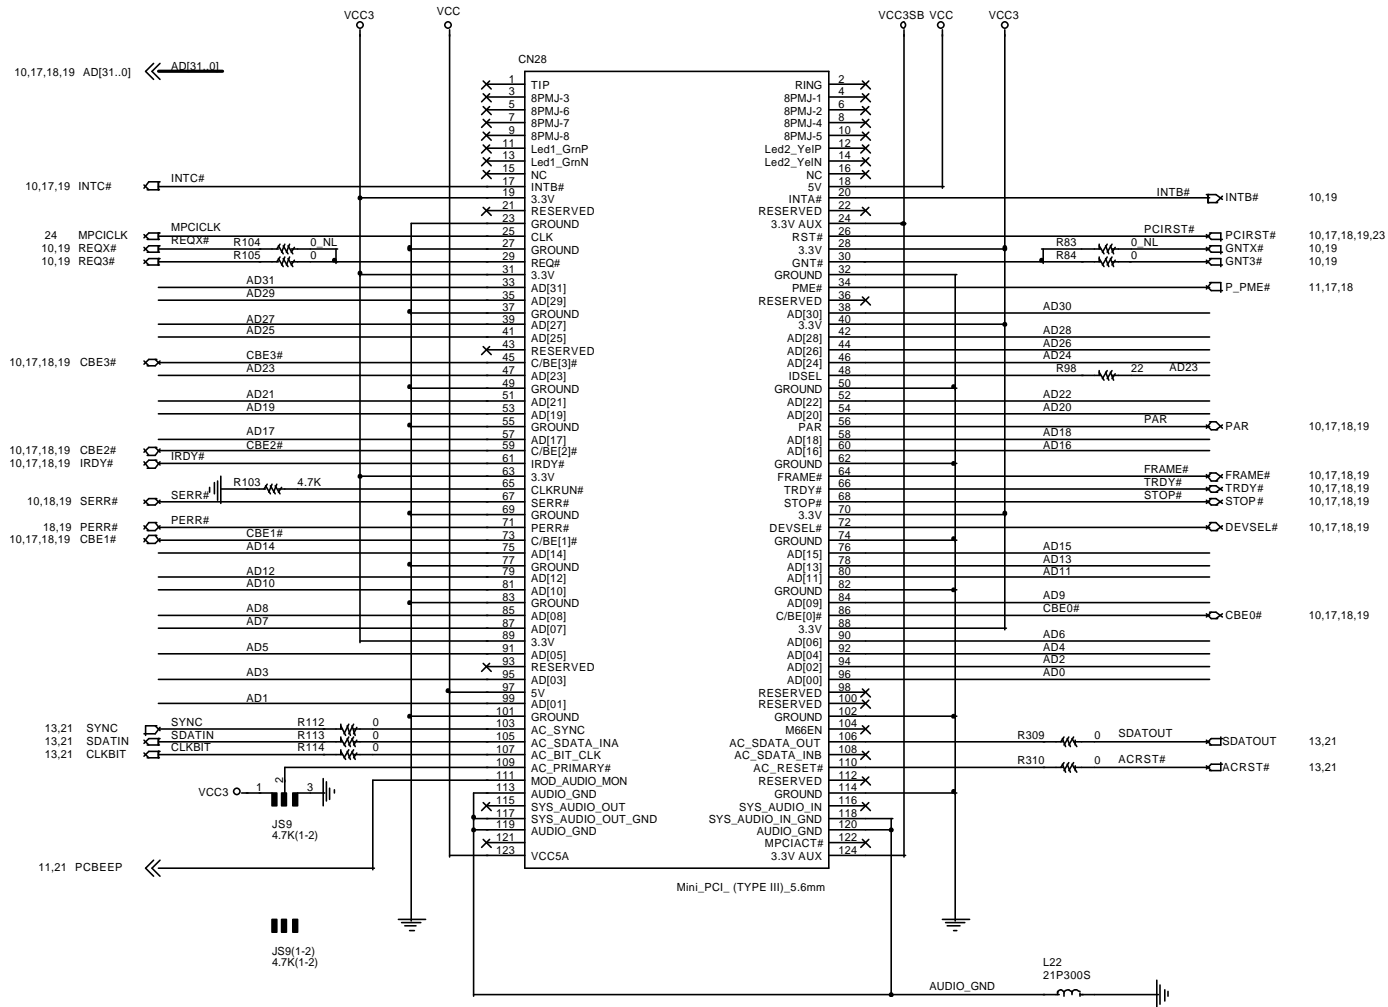 VCC3 VCC VCC3SB VCC VCC3
CN28
10,17,18,19 AD[31..0] AD[31..0]
1 TIP RING 2
3 8PMJ-3 8PMJ-1 4
5 8PMJ-6 8PMJ-2 6
7 8PMJ-7 8PMJ-4 8
9 8PMJ-8 8PMJ-5 10
11 Led1_GrnP Led2_YelP 12
13 Led1_GrnN Led2_YelN 14
15 NC NC 16
10,17,19 INTC# INTC# 17 INTB# 5V 18
19 3.3V INTA# 20 INTB# INTB# 10,19
21 RESERVED RESERVED 22
23 GROUND 3.3V AUX 24
24 MPCICLK MPCICLK 25 CLK RST# 26 PCIRST# PCIRST# 10,17,18,19,23
10,19 REQX# REQX# R104 0_NL 27 GROUND 3.3V 28 R83 0_NL GNTX# 10,19
10,19 REQ3# R105 0 29 REQ# GNT# 30 R84 0 GNT3# 10,19
31 3.3V GROUND 32
AD31 33 AD[31] PME# 34 P_PME# 11,17,18
AD29 35 AD[29] RESERVED 36
37 GROUND AD[30] 38 AD30
AD27 39 AD[27] 3.3V 40
AD25 41 AD[25] AD[28] 42 AD28
43 RESERVED AD[26] 44 AD26
10,17,18,19 CBE3# CBE3# 45 C/BE[3]# AD[24] 46 AD24
AD23 47 AD[23] IDSEL 48 R98 22 AD23
49 GROUND GROUND 50
AD21 51 AD[21] AD[22] 52 AD22
AD19 53 AD[19] AD[20] 54 AD20
55 GROUND PAR 56 PAR PAR 10,17,18,19
AD17 57 AD[17] AD[18] 58 AD18
10,17,18,19 CBE2# CBE2# 59 C/BE[2]# AD[16] 60 AD16
10,17,18,19 IRDY# IRDY# 61 IRDY# GROUND 62
63 3.3V FRAME# 64 FRAME# FRAME# 10,17,18,19
R103 4.7K 65 CLKRUN# TRDY# 66 TRDY# TRDY# 10,17,18,19
10,18,19 SERR# SERR# 67 SERR# STOP# 68 STOP# STOP# 10,17,18,19
69 GROUND 3.3V 70
18,19 PERR# PERR# 71 PERR# DEVSEL# 72 DEVSEL# 10,17,18,19
10,17,18,19 CBE1# CBE1# 73 C/BE[1]# GROUND 74
AD14 75 AD[14] AD[15] 76 AD15
77 GROUND AD[13] 78 AD13
AD12 79 AD[12] AD[11] 80 AD11
AD10 81 AD[10] GROUND 82
83 GROUND AD[09] 84 AD9
AD8 85 AD[08] C/BE[0]# 86 CBE0# CBE0# 10,17,18,19
AD7 87 AD[07] 3.3V 88
89 3.3V AD[06] 90 AD6
AD5 91 AD[05] AD[04] 92 AD4
93 RESERVED AD[02] 94 AD2
AD3 95 AD[03] AD[00] 96 AD0
97 5V RESERVED 98
AD1 99 AD[01] RESERVED 100
101 GROUND GROUND 102
13,21 SYNC SYNC R112 0 103 AC_SYNC M66EN 104
13,21 SDATIN SDATIN R113 0 105 AC_SDATA_INA AC_SDATA_OUT 106 R309 0 SDATOUT SDATOUT 13,21
13,21 CLKBIT CLKBIT R114 0 107 AC_BIT_CLK AC_SDATA_INB 108
109 AC_PRIMARY# AC_RESET# 110 R310 0 ACRST# ACRST# 13,21
111 MOD_AUDIO_MON RESERVED 112
VCC3 1 2 3 113 AUDIO_GND GROUND 114
115 SYS_AUDIO_OUT SYS_AUDIO_IN 116
117 SYS_AUDIO_OUT_GND SYS_AUDIO_IN_GND 118
JS9 119 AUDIO_GND AUDIO_GND 120
4.7K(1-2) 121 MPCIACT# 122
123 VCC5A 3.3V AUX 124
11,21 PCBEEP
Mini_PCI_ (TYPE III)_5.6mm
JS9(1-2)
4.7K(1-2)
L22
21P300S
AUDIO_GND